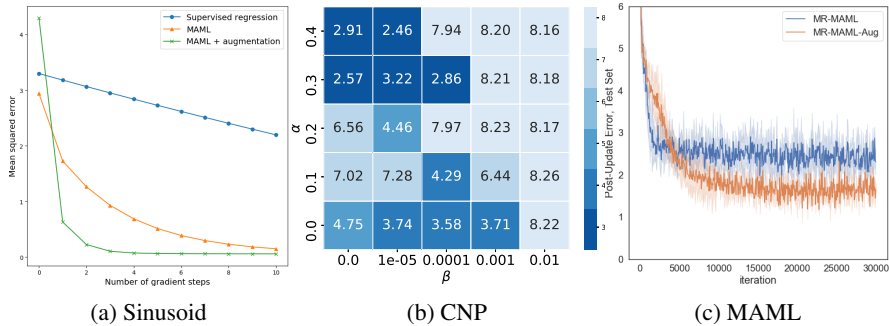 Supervised regression
MAML
MAML + augmentation
Mean squared error
4
3
2
1
0
0 2 4 6 8 10
Number of gradient steps
(a) Sinusoid
α
0.4 2.91 2.46 7.94 8.20 8.16
0.3 2.57 3.22 2.86 8.21 8.18
0.2 6.56 4.46 7.97 8.23 8.17
0.1 7.02 7.28 4.29 6.44 8.26
0.0 4.75 3.74 3.58 3.71 8.22
0.0 1e-05 0.0001 0.001 0.01
β
8
7
6
5
4
3
(b) CNP
MR-MAML
MR-MAML-Aug
Post-Update Error, Test Set
6
5
4
3
2
1
0
0 5000 10000 15000 20000 25000 30000
iteration
(c) MAML